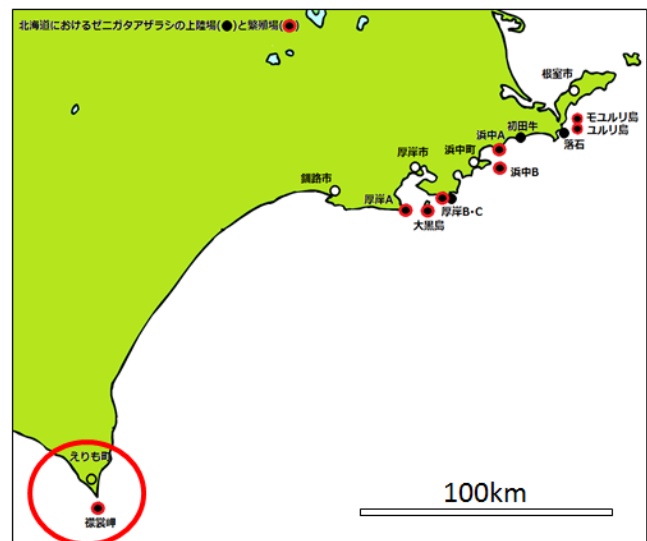 北海道におけるゼニガタアザラシの上陸場(●)と繁殖場(●)
根室市
モユルリ島
ユルリ島
初田牛
落石
浜中A
浜中町
浜中B
厚岸市
釧路市
厚岸A
厚岸B・C
大黒島
えりも町
襟裳岬
100km